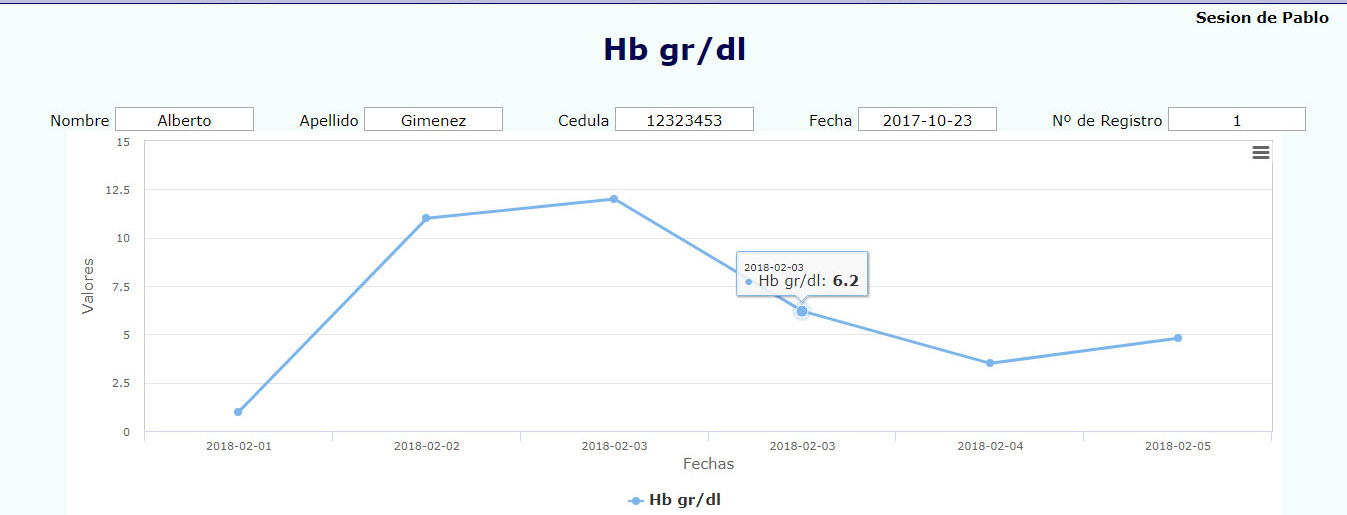 Sesion de Pablo
Hb gr/dl
Nombre Alberto Apellido Gimenez Cedula 12323453 Fecha 2017-10-23 Nº de Registro 1
15
12.5
10
7.5
5
2.5
0
Valores
2018-02-03
Hb gr/dl: 6.2
2018-02-01 2018-02-02 2018-02-03 2018-02-03 2018-02-04 2018-02-05
Fechas
Hb gr/dl